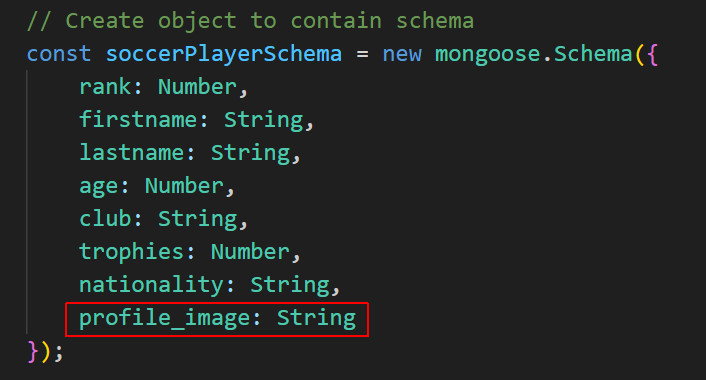 // Create object to contain schema
const soccerPlayerSchema = new mongoose.Schema({
    rank: Number,
    firstname: String,
    lastname: String,
    age: Number,
    club: String,
    trophies: Number,
    nationality: String,
    profile_image: String
});